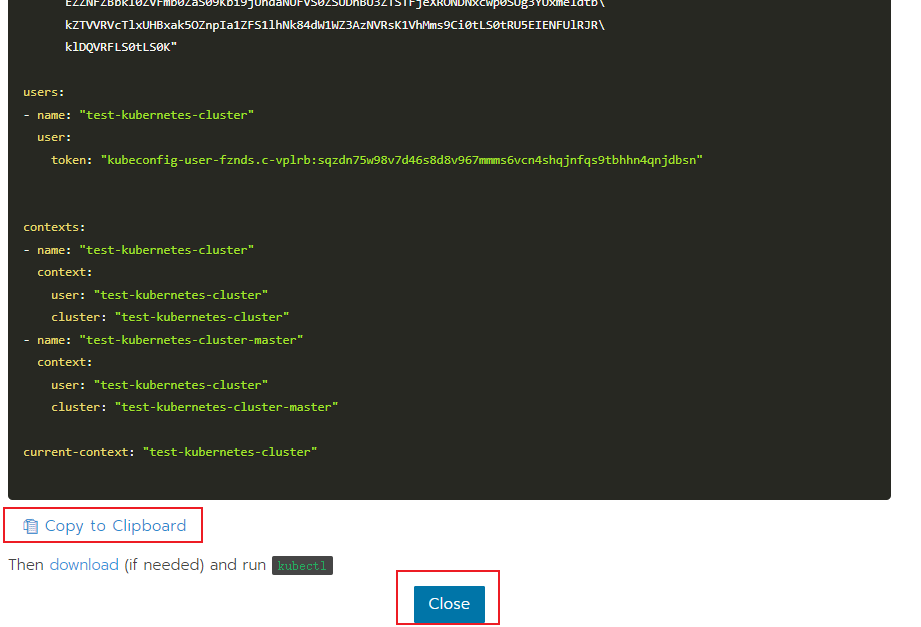 kZTVVRVcTlxUHBxak5OZnpIa1ZFS1lhNk84dW1WZ3AzNVRsK1VhMms9Ci0tLS0tRU5EIENFUlRJR\
klDQVRFLS0tLS0K"
users:
- name: "test-kubernetes-cluster"
user:
token: "kubeconfig-user-fznds.c-vplrb:sqzdn75w98v7d46s8d8v967mmms6vcn4shqjnfqs9tbhhn4qnjdbsn"
contexts:
- name: "test-kubernetes-cluster"
context:
user: "test-kubernetes-cluster"
cluster: "test-kubernetes-cluster"
- name: "test-kubernetes-cluster-master"
context:
user: "test-kubernetes-cluster"
cluster: "test-kubernetes-cluster-master"
current-context: "test-kubernetes-cluster"
Copy to Clipboard
Then download (if needed) and run kubectl
Close